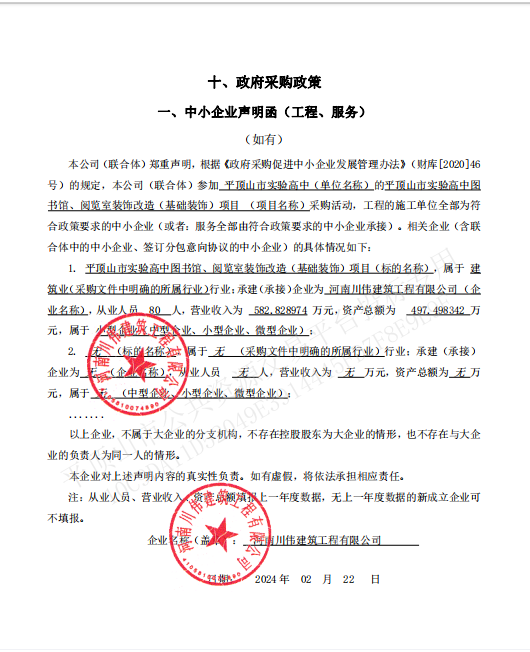 十、政府采购政策
一、中小企业声明函（工程、服务）
（如有）
本公司（联合体）郑重声明，根据《政府采购促进中小企业发展管理办法》（财库[2020]46
号）的规定，本公司（联合体）参加 平顶山市实验高中（单位名称）的平顶山市实验高中图
书馆、阅览室装饰改造（基础装饰）项目 （项目名称）采购活动，工程的施工单位全部为符
合政策要求的中小企业（或者：服务全部由符合政策要求的中小企业承接）。相关企业（含联
合体中的中小企业、签订分包意向协议的中小企业）的具体情况如下：
1. 平顶山市实验高中图书馆、阅览室装饰改造（基础装饰）项目（标的名称），属于 建
筑业（采购文件中明确的所属行业）行业；承建（承接）企业为 河南川伟建筑工程有限公司（企
业名称），从业人员 80 人，营业收入为 582.828974 万元，资产总额为 497.498342 万
元，属于 小型企业（中型企业、小型企业、微型企业）；
2. 无 （标的名称），属于 无 （采购文件中明确的所属行业）行业；承建（承接）
企业为 无 （企业名称），从业人员 无 人，营业收入为 无 万元，资产总额为 无 万
元，属于 无 （中型企业、小型企业、微型企业）；
.......
以上企业，不属于大企业的分支机构，不存在控股股东为大企业的情形，也不存在与大企
业的负责人为同一人的情形。
本企业对上述声明内容的真实性负责。如有虚假，将依法承担相应责任。
注：从业人员、营业收入、资产总额填报上一年度数据，无上一年度数据的新成立企业可
不填报。
企业名称（盖章）：河南川伟建筑工程有限公司
日期：2024 年 02 月 22 日
河南川伟建筑工程有限公司
河南川伟建筑工程有限公司